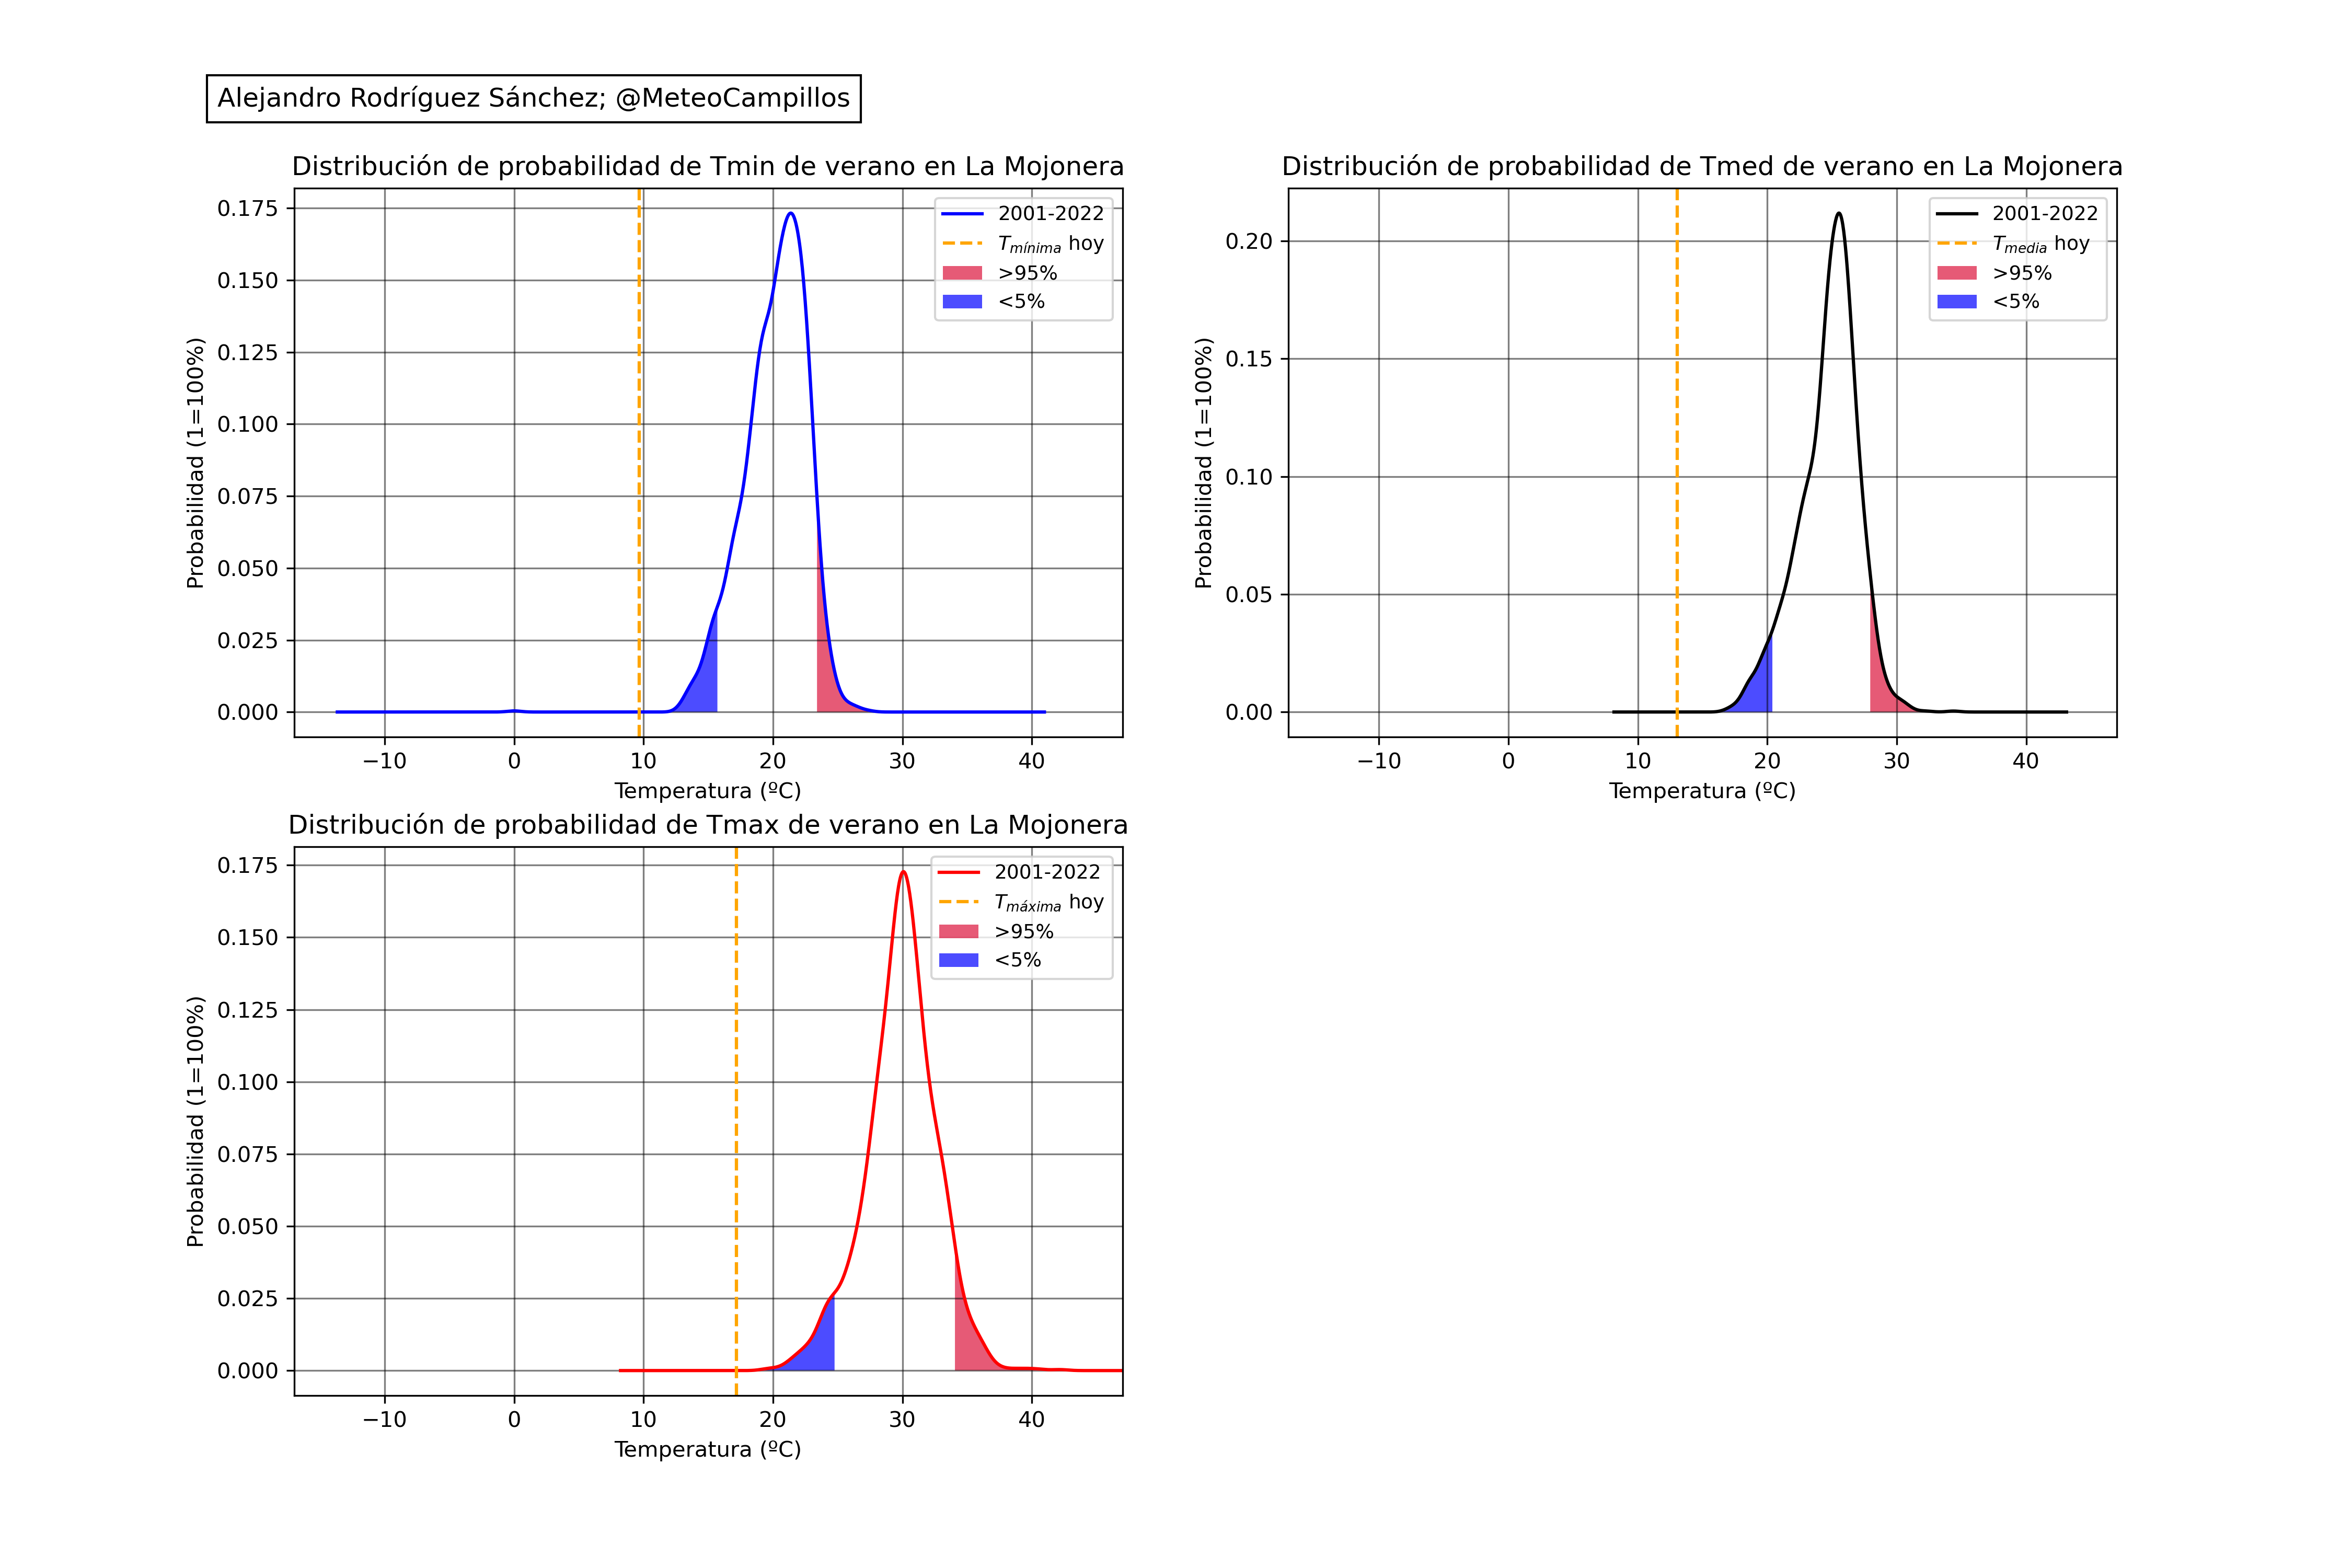 Alejandro Rodríguez Sánchez; @MeteoCampillos
Distribución de probabilidad de Tmin de verano en La Mojonera
0.175
0.150
0.125
0.100
0.075
0.050
0.025
0.000
Probabilidad (1=100%)
2001-2022
Tmínima hoy
>95%
<5%
−10 0 10 20 30 40
Temperatura (ºC)
Distribución de probabilidad de Tmed de verano en La Mojonera
0.20
0.15
0.10
0.05
0.00
Probabilidad (1=100%)
2001-2022
Tmedia hoy
>95%
<5%
−10 0 10 20 30 40
Temperatura (ºC)
Distribución de probabilidad de Tmax de verano en La Mojonera
0.175
0.150
0.125
0.100
0.075
0.050
0.025
0.000
Probabilidad (1=100%)
2001-2022
Tmáxima hoy
>95%
<5%
−10 0 10 20 30 40
Temperatura (ºC)